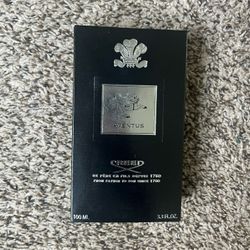 AVENTUS
CREED
DE PÈRE EN FILS DEPUIS 1760
FROM FATHER TO SON SINCE 1760
100 ML
3.3 FL.OZ.